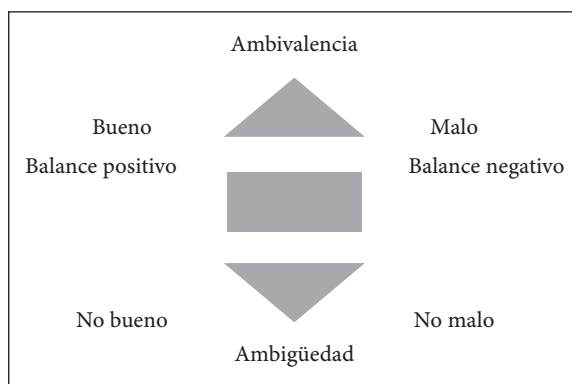 Ambivalencia
Bueno
Malo
Balance positivo
Balance negativo
No bueno
No malo
Ambigüedad